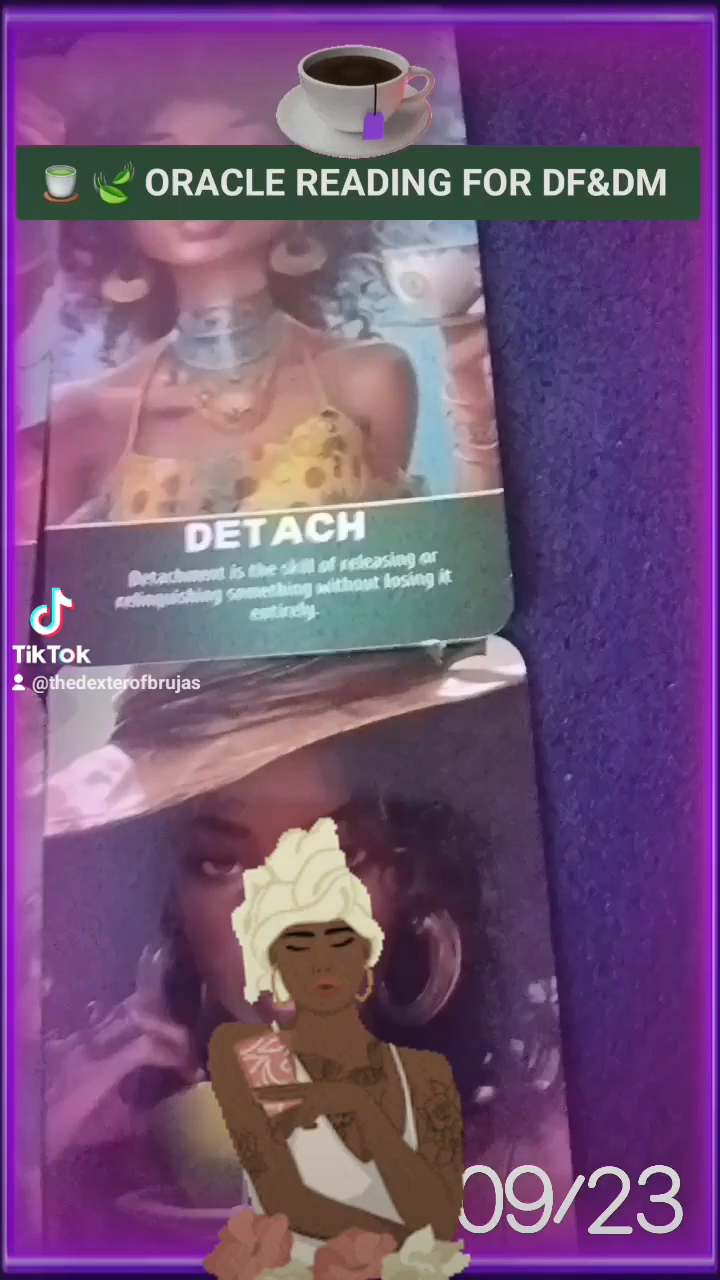 ORACLE READING FOR DF&DM
DETACH
Detachment is the skill of releasing or
relinquishing something without losing it
entirely.
TikTok
@thedexterofbrujas
09/23